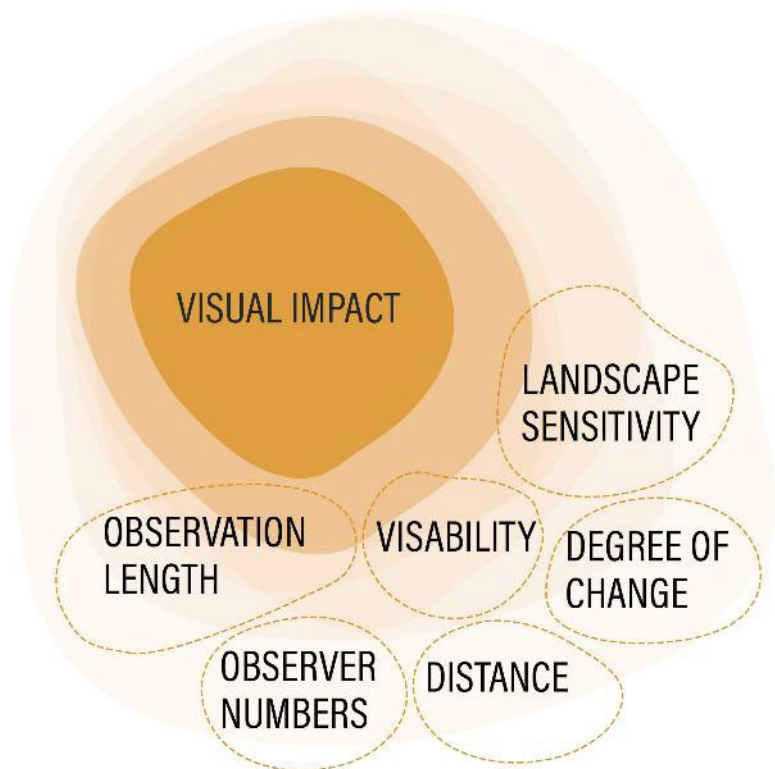 VISUAL IMPACT
LANDSCAPE
SENSITIVITY
OBSERVATION
LENGTH
VISABILITY
DEGREE OF
CHANGE
OBSERVER
NUMBERS
DISTANCE